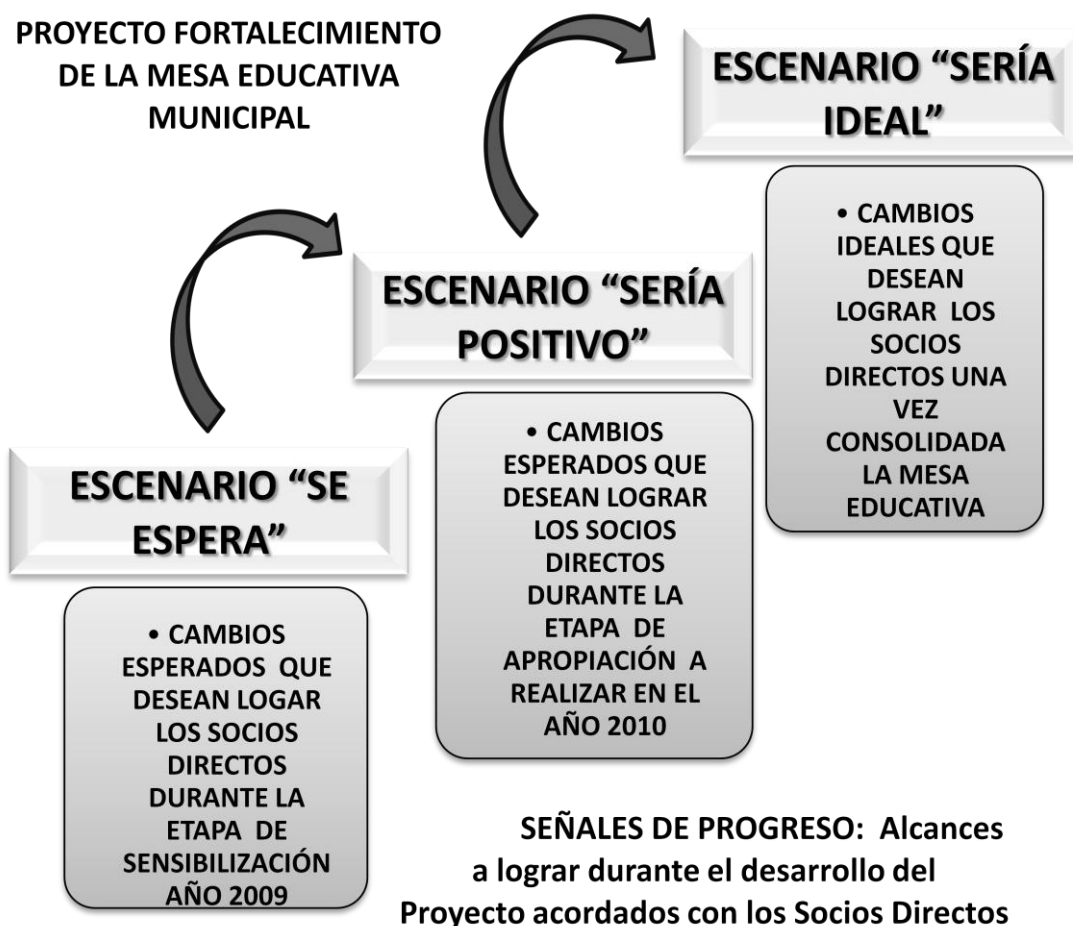 PROYECTO FORTALECIMIENTO
DE LA MESA EDUCATIVA
MUNICIPAL
ESCENARIO “SERÍA
IDEAL”
• CAMBIOS
IDEALES QUE
DESEAN
LOGRAR LOS
SOCIOS
DIRECTOS UNA
VEZ
CONSOLIDADA
LA MESA
EDUCATIVA
ESCENARIO “SERÍA
POSITIVO”
• CAMBIOS
ESPERADOS QUE
DESEAN LOGRAR
LOS SOCIOS
DIRECTOS
DURANTE LA
ETAPA DE
APROPIACIÓN A
REALIZAR EN EL
AÑO 2010
ESCENARIO “SE
ESPERA”
• CAMBIOS
ESPERADOS QUE
DESEAN LOGAR
LOS SOCIOS
DIRECTOS
DURANTE LA
ETAPA DE
SENSIBILIZACIÓN
AÑO 2009
SEÑALES DE PROGRESO: Alcances
a lograr durante el desarrollo del
Proyecto acordados con los Socios Directos